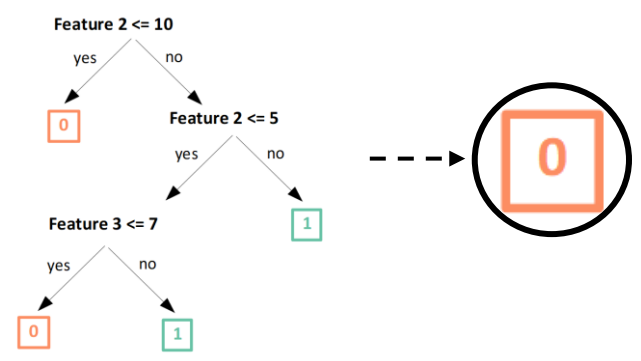 Feature 2 <= 10
yes
no
0
Feature 2 <= 5
yes
no
0
Feature 3 <= 7
1
yes
no
0
1